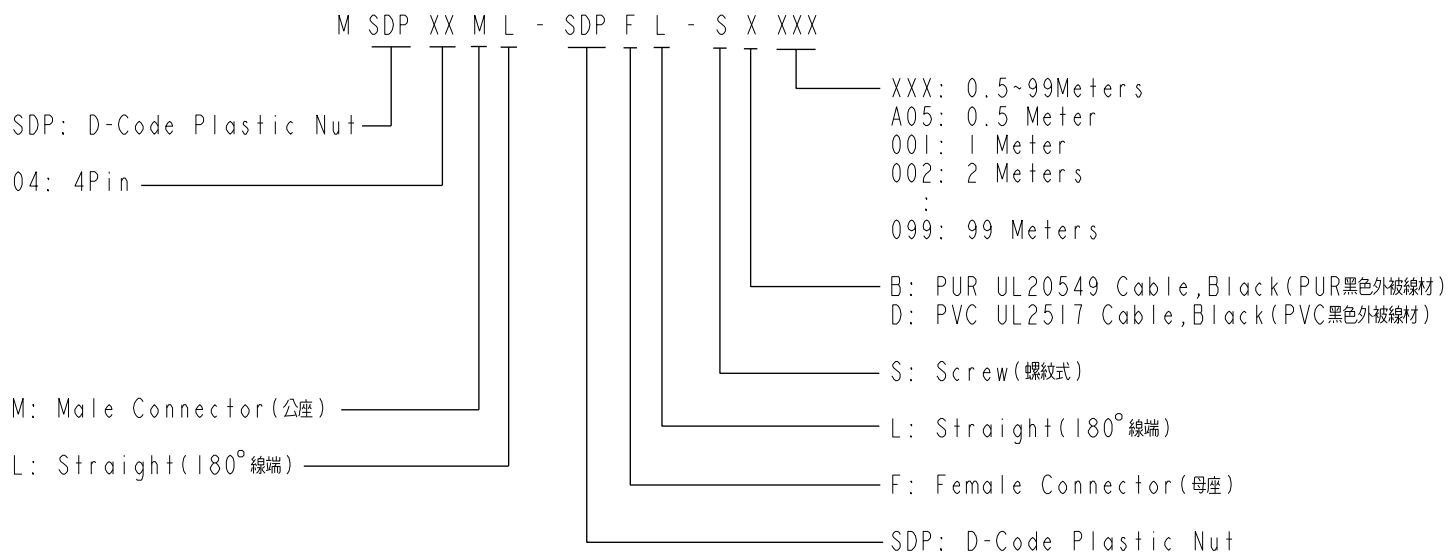 M SDP XX M L - SDP F L - S X XXX
XXX: 0.5~99Meters
A05: 0.5 Meter
001: 1 Meter
002: 2 Meters
:
099: 99 Meters
SDP: D-Code Plastic Nut
04: 4Pin
B: PUR UL20549 Cable,Black(PUR黑色外被線材)
D: PVC UL2517 Cable,Black(PVC黑色外被線材)
S: Screw(螺紋式)
M: Male Connector(公座)
L: Straight(180°線端)
L: Straight(180°線端)
F: Female Connector(母座)
SDP: D-Code Plastic Nut